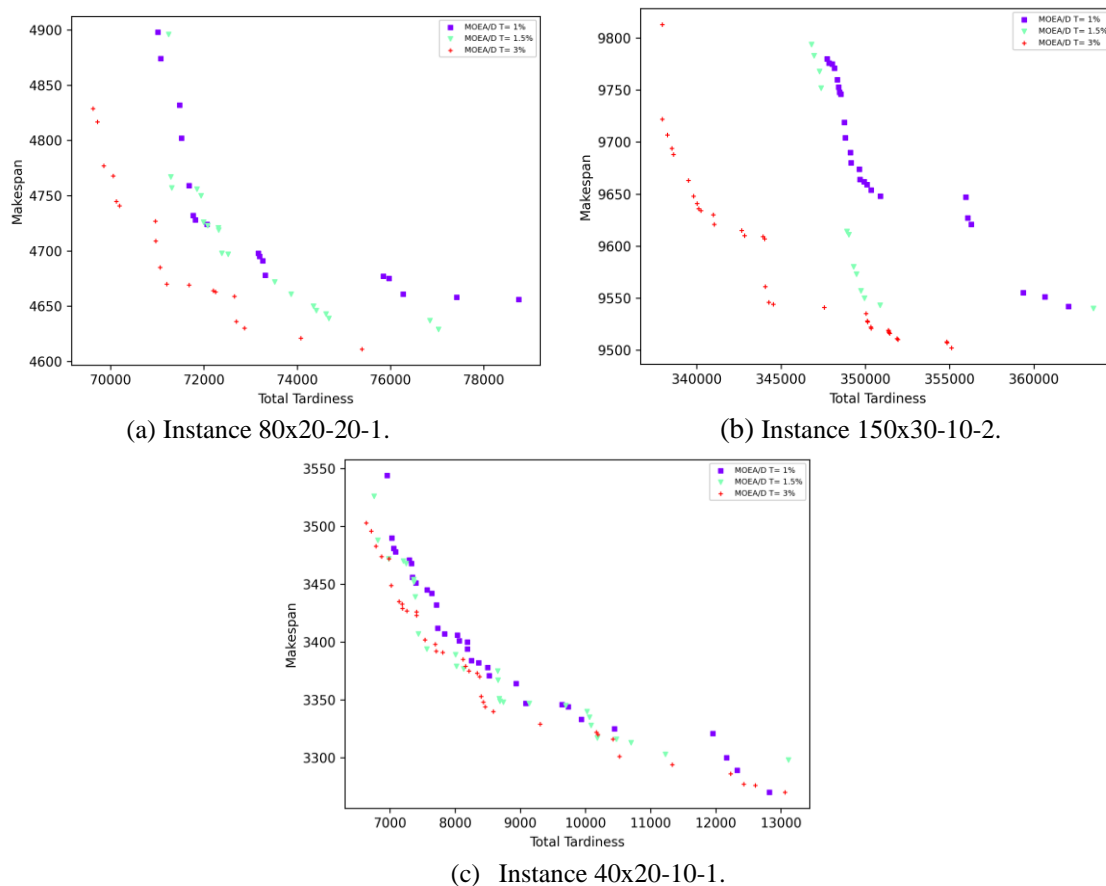 4900
4850
4800
4750
4700
4650
4600
Makespan
70000 72000 74000 76000 78000
Total Tardiness
MOEA/D T= 1%
MOEA/D T= 1.5%
MOEA/D T= 3%
(a) Instance 80x20-20-1.
9800
9750
9700
9650
9600
9550
9500
Makespan
340000 345000 350000 355000 360000
Total Tardiness
MOEA/D T= 1%
MOEA/D T= 1.5%
MOEA/D T= 3%
(b) Instance 150x30-10-2.
3550
3500
3450
3400
3350
3300
Makespan
7000 8000 9000 10000 11000 12000 13000
Total Tardiness
MOEA/D T= 1%
MOEA/D T= 1.5%
MOEA/D T= 3%
(c) Instance 40x20-10-1.